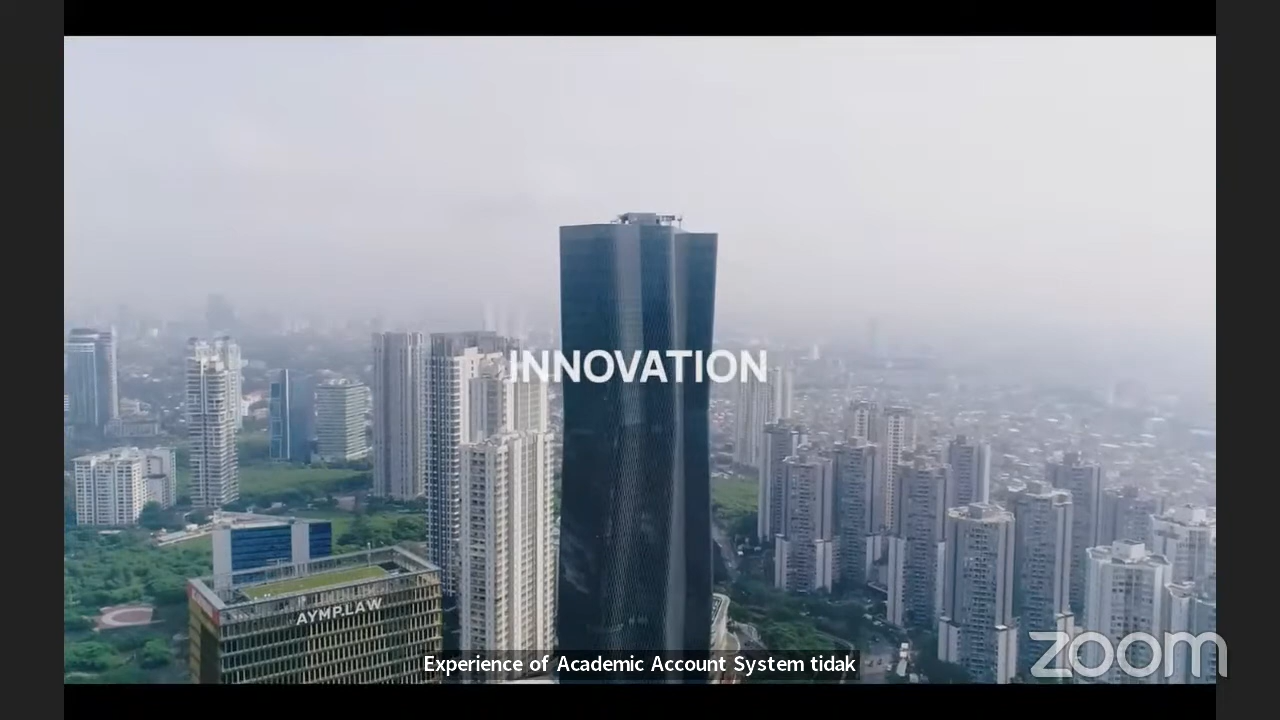 INNOVATION
AYMP.LAW
Experience of Academic Account System tidak
zoom